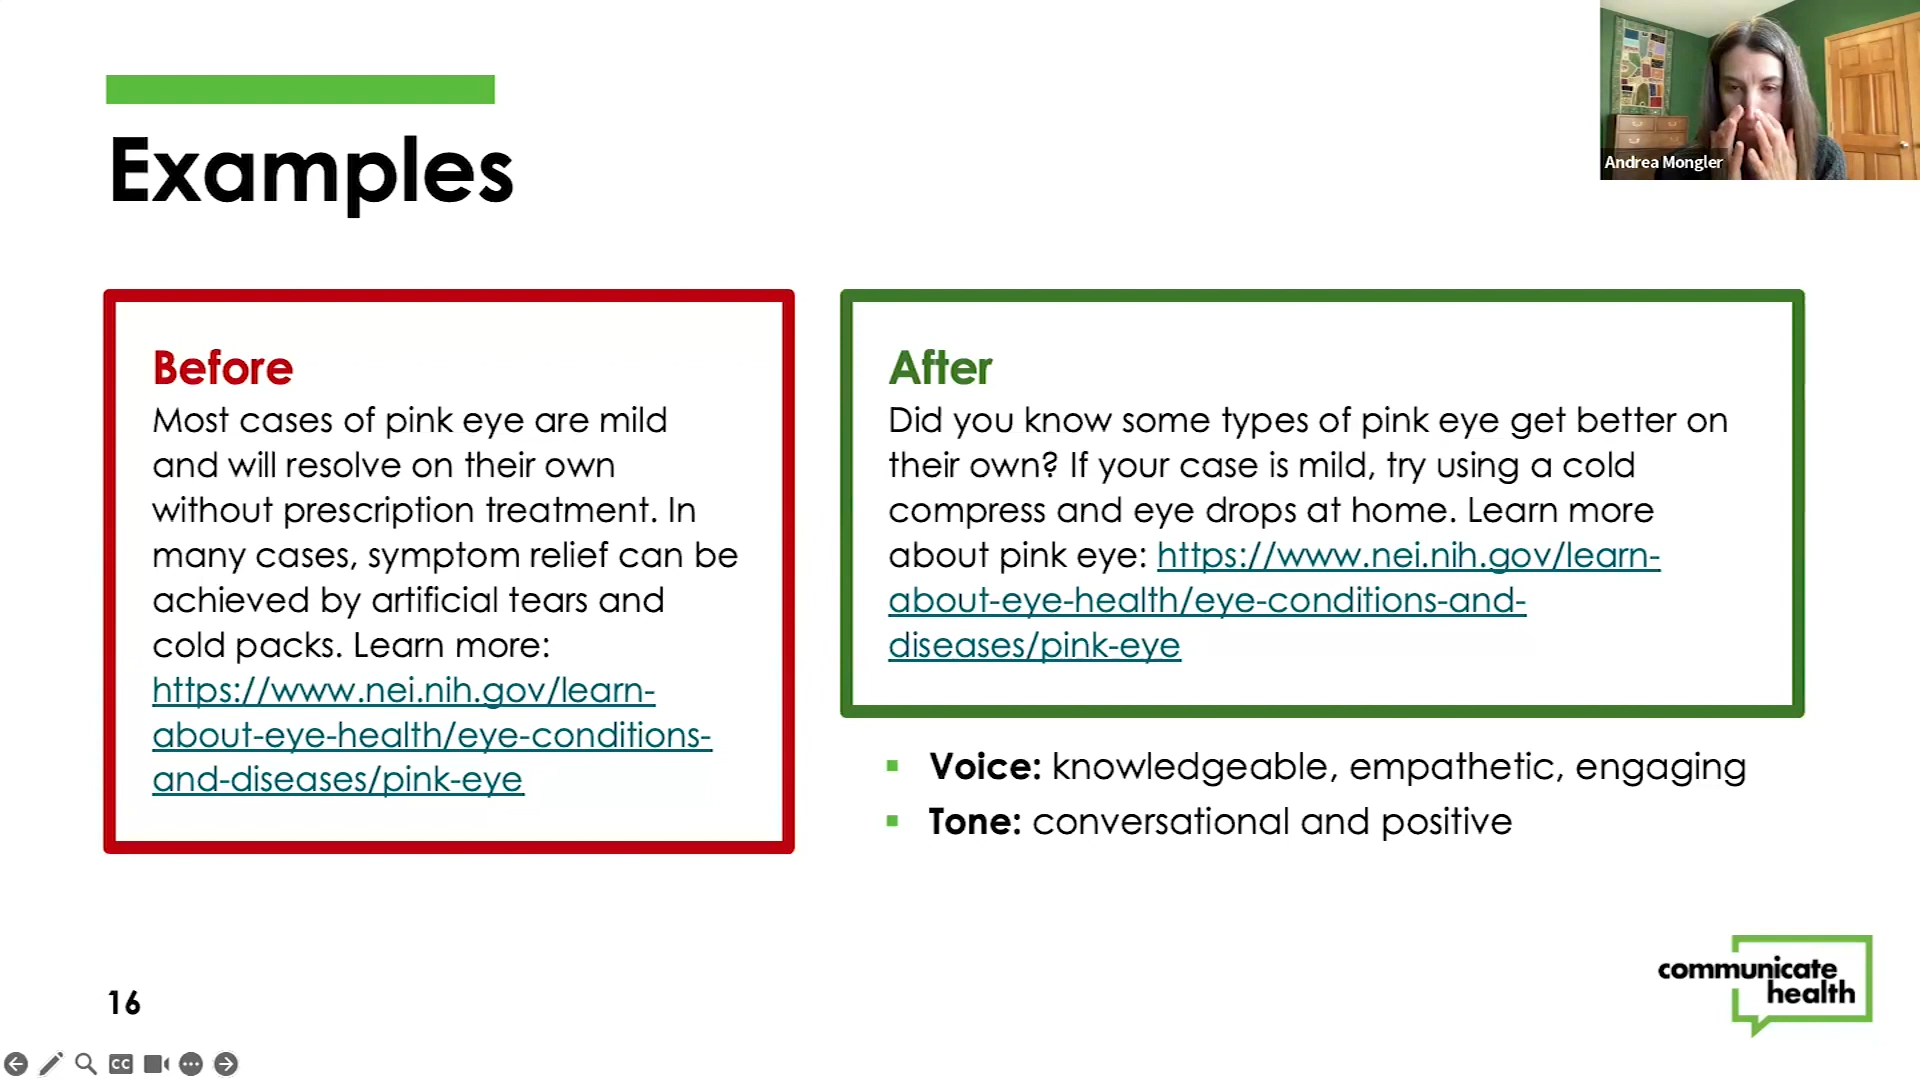 Examples
Andrea Mongler
Before
Most cases of pink eye are mild
and will resolve on their own
without prescription treatment. In
many cases, symptom relief can be
achieved by artificial tears and
cold packs. Learn more:
https://www.nei.nih.gov/learn-
about-eye-health/eye-conditions-
and-diseases/pink-eye
After
Did you know some types of pink eye get better on
their own? If your case is mild, try using a cold
compress and eye drops at home. Learn more
about pink eye: https://www.nei.nih.gov/learn-
about-eye-health/eye-conditions-and-
diseases/pink-eye
▪ Voice: knowledgeable, empathetic, engaging
▪ Tone: conversational and positive
16
communicate
health
CC